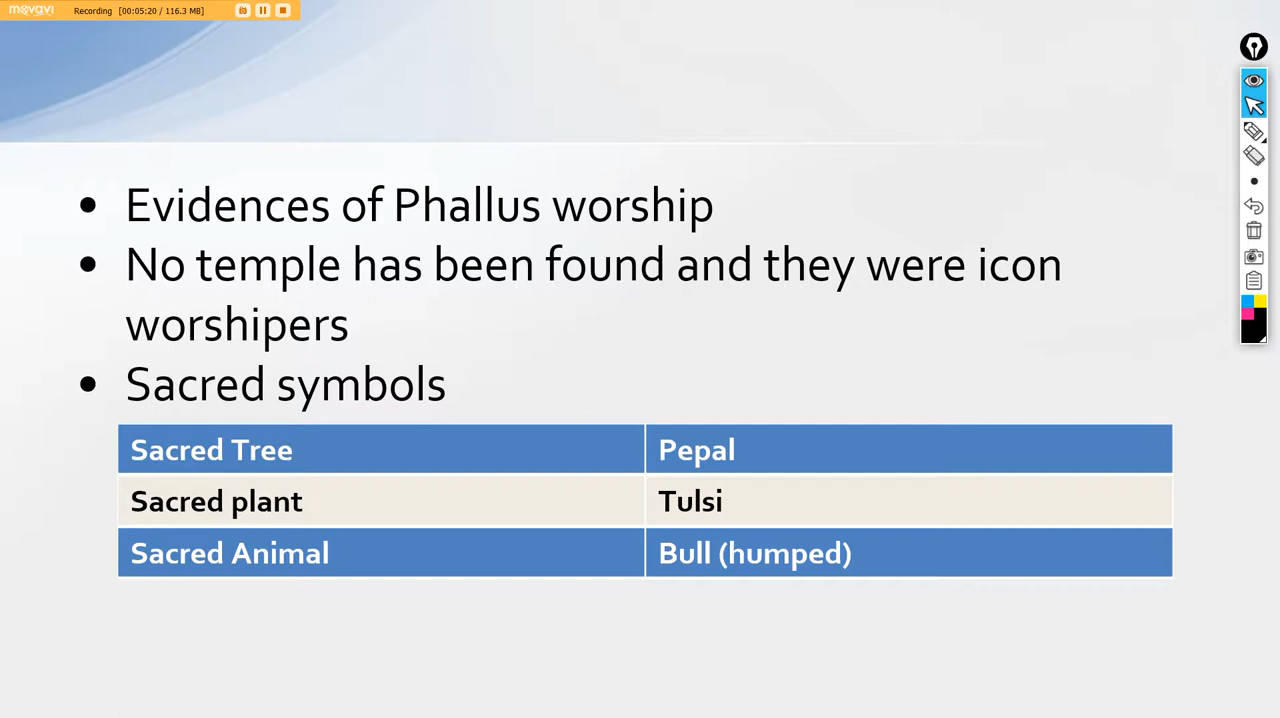 movavi Recording [00:05:20 / 116.3 MB]
• Evidences of Phallus worship
• No temple has been found and they were icon
worshipers
• Sacred symbols
Sacred Tree Pepal
Sacred plant Tulsi
Sacred Animal Bull (humped)